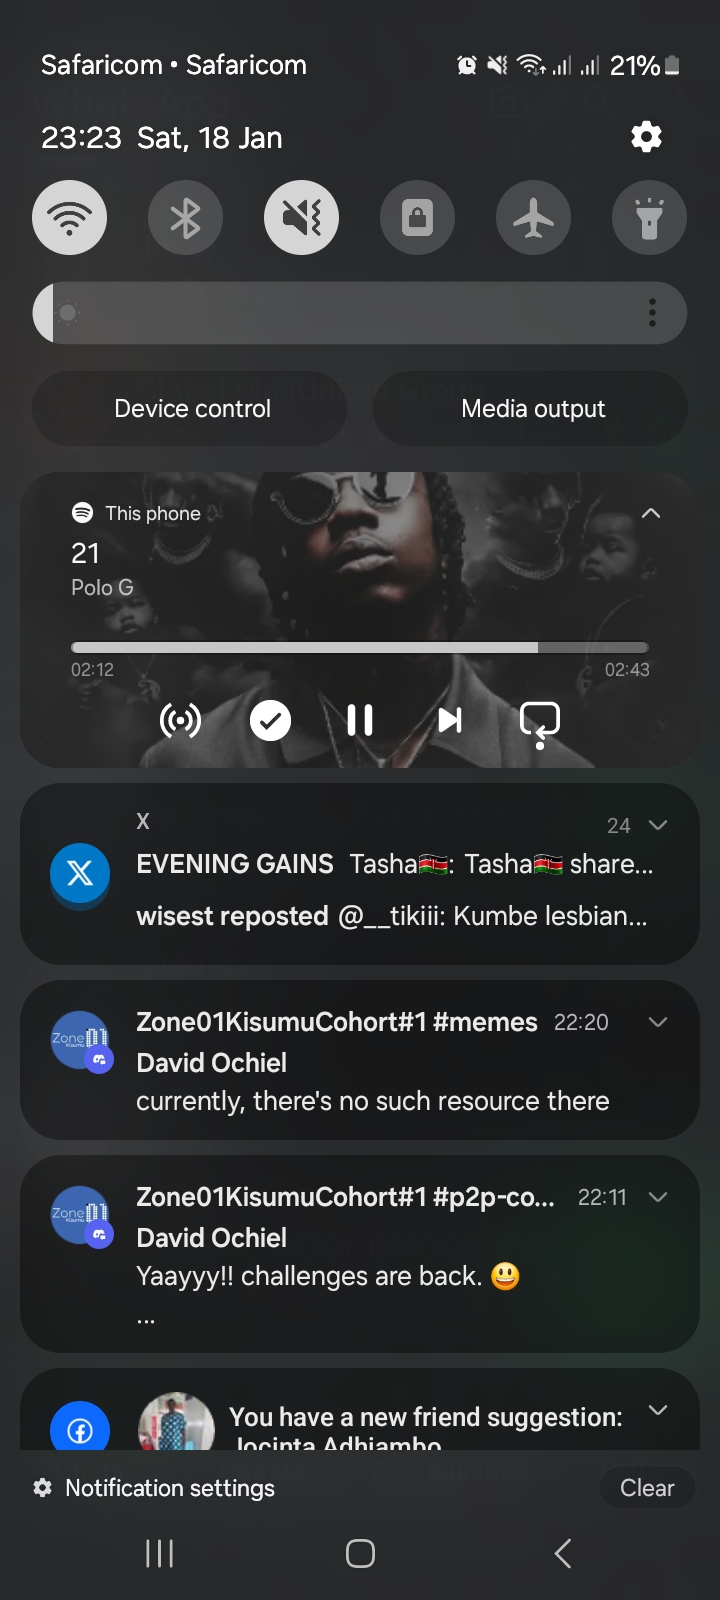 Safaricom • Safaricom 21%
23:23 Sat, 18 Jan
Device control Media output
This phone
21
Polo G
02:12 02:43
X 24
EVENING GAINS Tasha🇰🇪: Tasha🇰🇪 share...
wisest reposted @__tikiii: Kumbe lesbian...
Zone01KisumuCohort#1 #memes 22:20
David Ochiel
currently, there's no such resource there
Zone01KisumuCohort#1 #p2p-co... 22:11
David Ochiel
Yaayyy!! challenges are back. 😃
...
You have a new friend suggestion:
Jocinta Adhiambo
Notification settings Clear